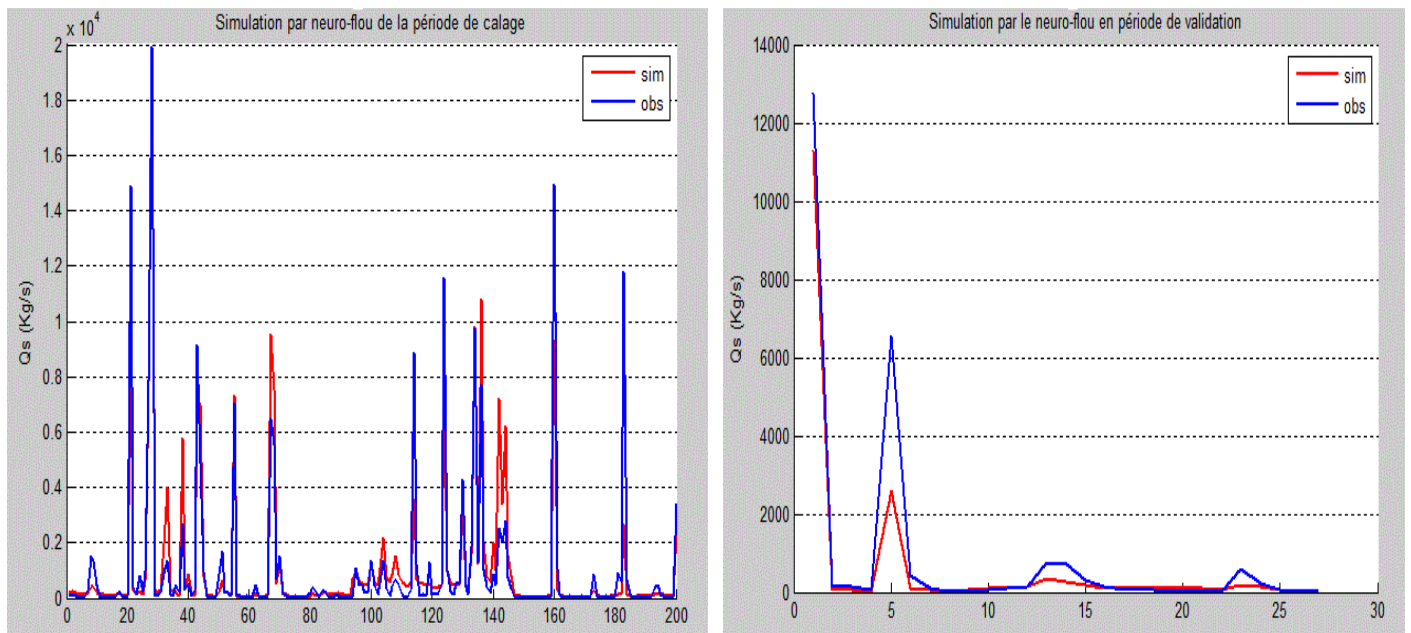 Simulation par neuro-flou de la période de calage
x 10^4
2
1.8
1.6
1.4
1.2
1
0.8
0.6
0.4
0.2
0
Qs (Kg/s)
sim
obs
0 20 40 60 80 100 120 140 160 180 200
Simulation par le neuro-flou en période de validation
14000
12000
10000
8000
6000
4000
2000
0
Qs (Kg/s)
sim
obs
0 5 10 15 20 25 30